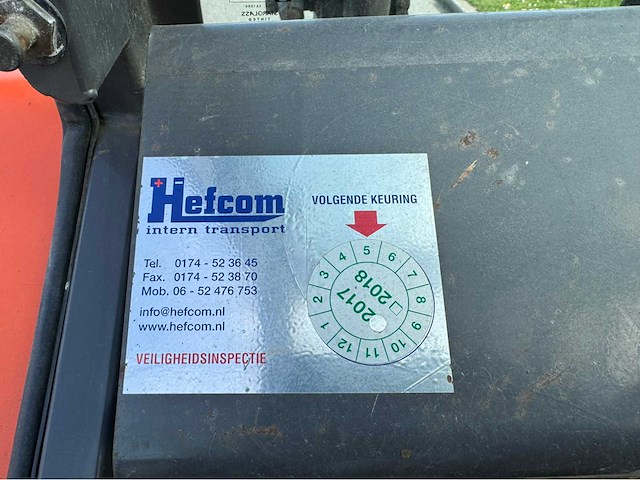 Hefcom
intern transport
VOLGENDE KEURING
Tel. 0174 - 52 36 45
Fax. 0174 - 52 38 70
Mob. 06 - 52 476 753
info@hefcom.nl
www.hefcom.nl
VEILIGHEIDSINSPECTIE
1 2 3 4 5 6 7 8 9 10 11 12
2017
2018